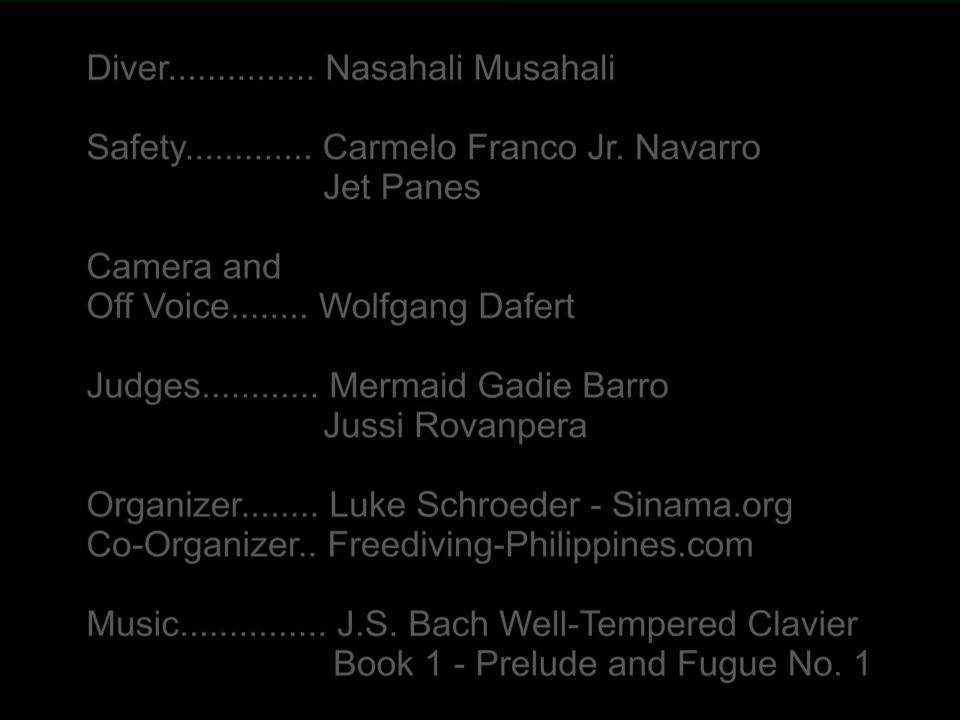 Diver............... Nasahali Musahali
Safety............. Carmelo Franco Jr. Navarro
Jet Panes
Camera and
Off Voice........ Wolfgang Dafert
Judges............ Mermaid Gadie Barro
Jussi Rovanpera
Organizer........ Luke Schroeder - Sinama.org
Co-Organizer.. Freediving-Philippines.com
Music............... J.S. Bach Well-Tempered Clavier
Book 1 - Prelude and Fugue No. 1